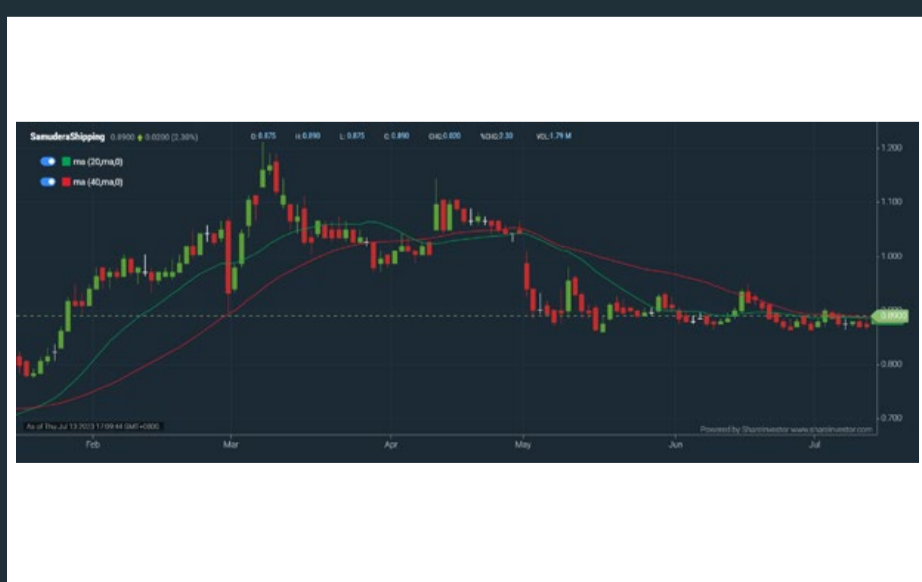 SamuderaShipping 0.8900 0.0200 (2.30%) O: 0.875 H: 0.890 L: 0.875 C: 0.890 CHG: 0.020 %CHG: 2.30 VOL: 1.79 M
ma (20,ma,0)
ma (40,ma,0)
1.200
1.100
1.000
0.8900
0.800
0.700
As of Thu Jul 13 2023 17:09:44 GMT+0800
Powered by ShareInvestor www.shareinvestor.com
Feb Mar Apr May Jun Jul